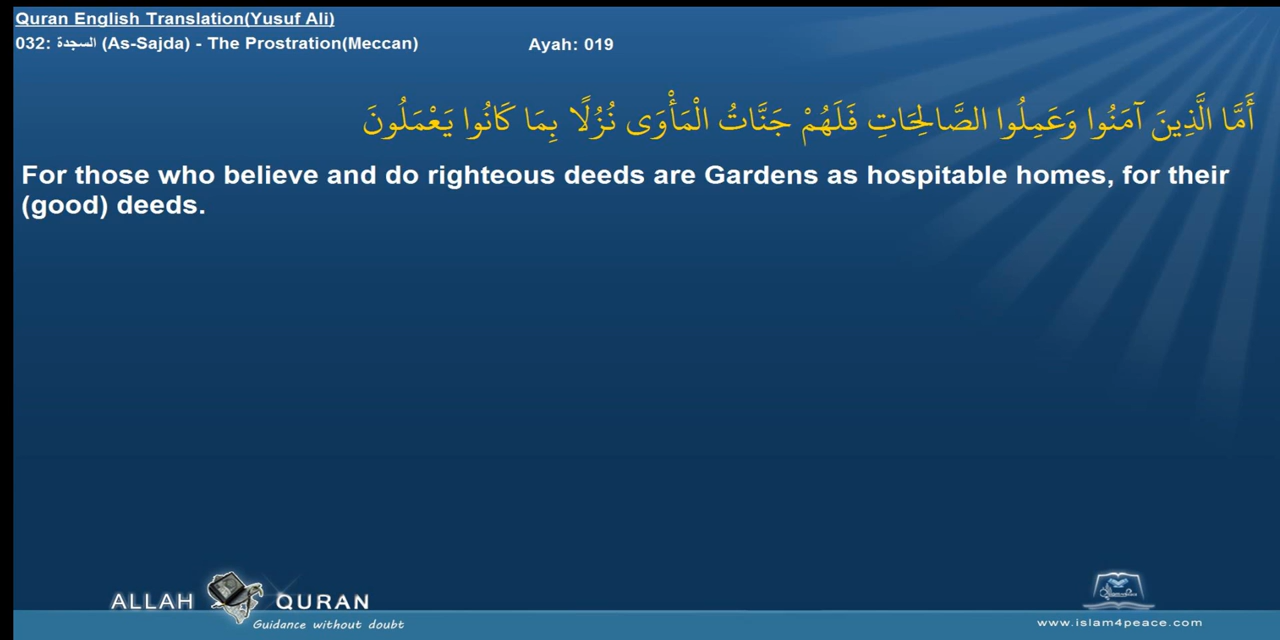 Quran English Translation(Yusuf Ali)
032: السجدة (As-Sajda) - The Prostration(Meccan) Ayah: 019
أَمَّا الَّذِينَ آمَنُوا وَعَمِلُوا الصَّالِحَاتِ فَلَهُمْ جَنَّاتُ الْمَأْوَى نُزُلًا بِمَا كَانُوا يَعْمَلُونَ
For those who believe and do righteous deeds are Gardens as hospitable homes, for their
(good) deeds.
ALLAH QURAN
Guidance without doubt
www.islam4peace.com